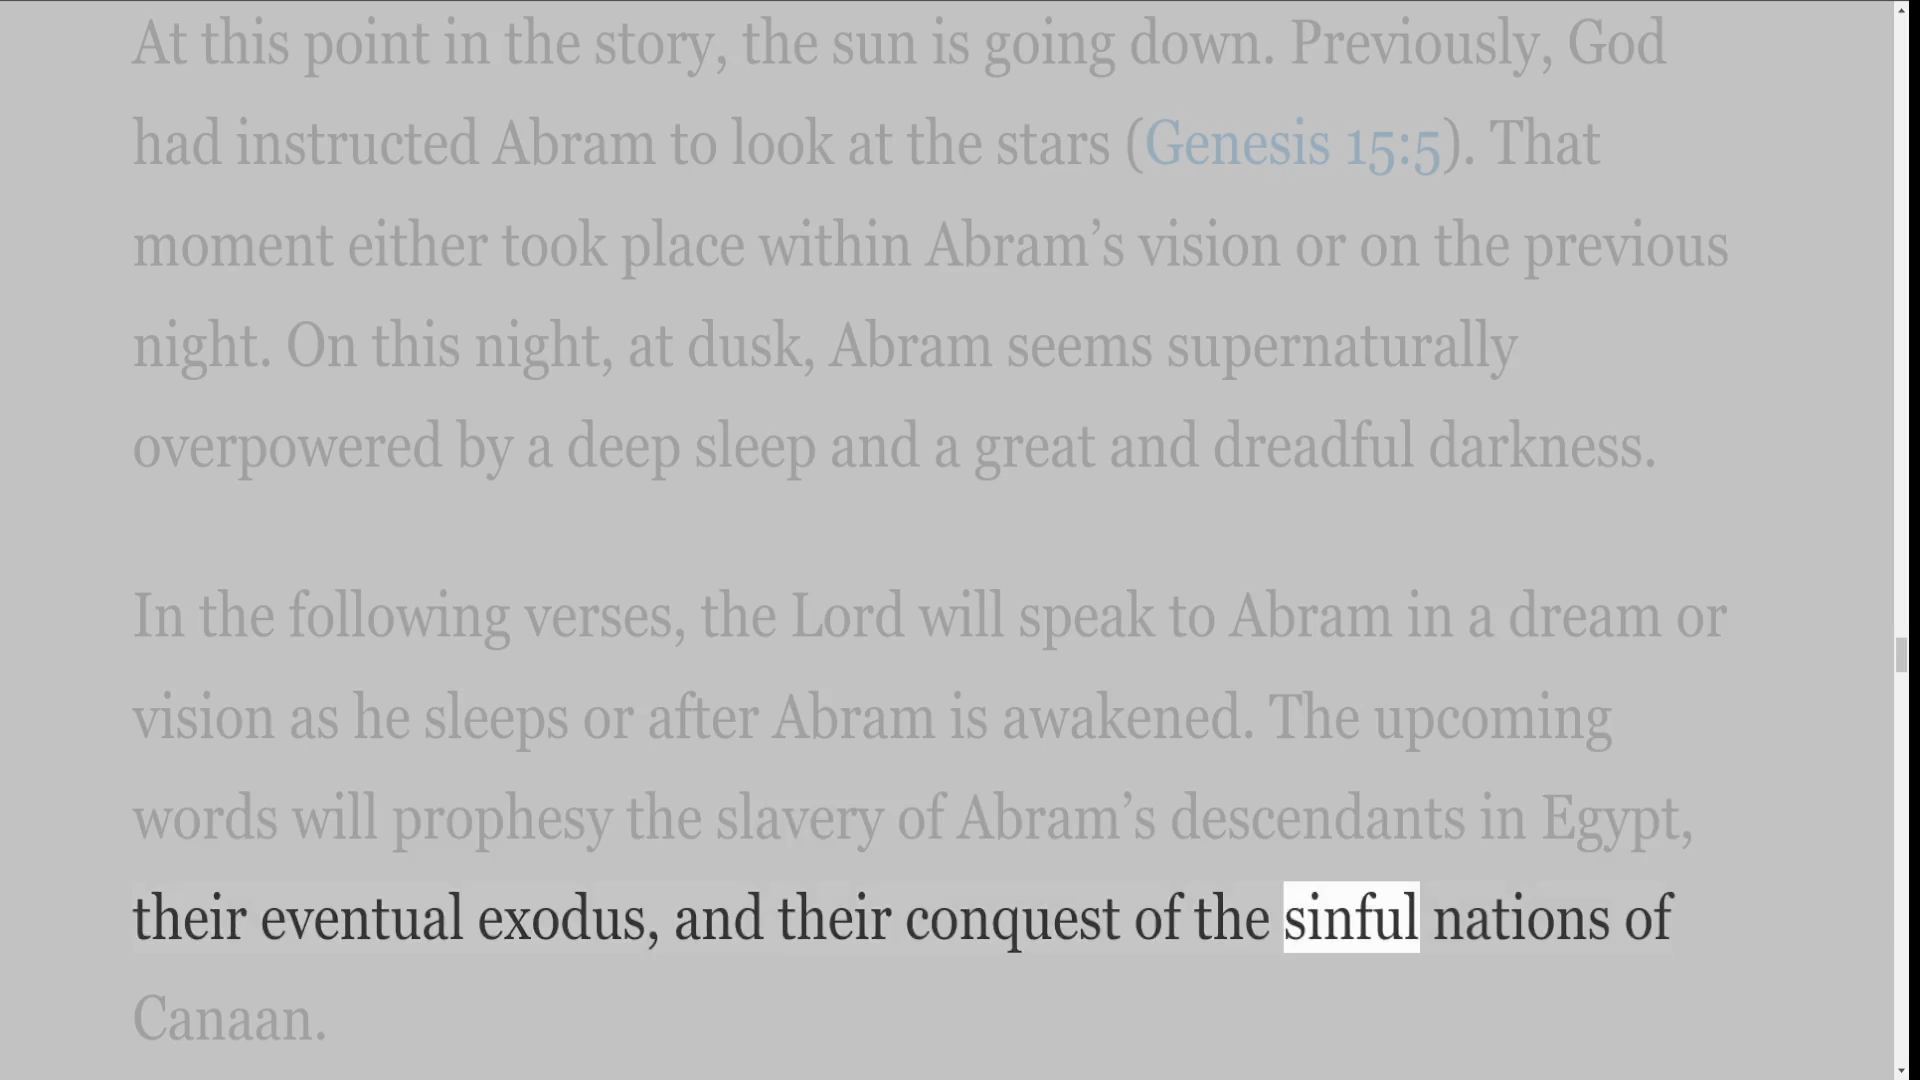 At this point in the story, the sun is going down. Previously, God
had instructed Abram to look at the stars (Genesis 15:5). That
moment either took place within Abram’s vision or on the previous
night. On this night, at dusk, Abram seems supernaturally
overpowered by a deep sleep and a great and dreadful darkness.
In the following verses, the Lord will speak to Abram in a dream or
vision as he sleeps or after Abram is awakened. The upcoming
words will prophesy the slavery of Abram’s descendants in Egypt,
their eventual exodus, and their conquest of the sinful nations of
Canaan.